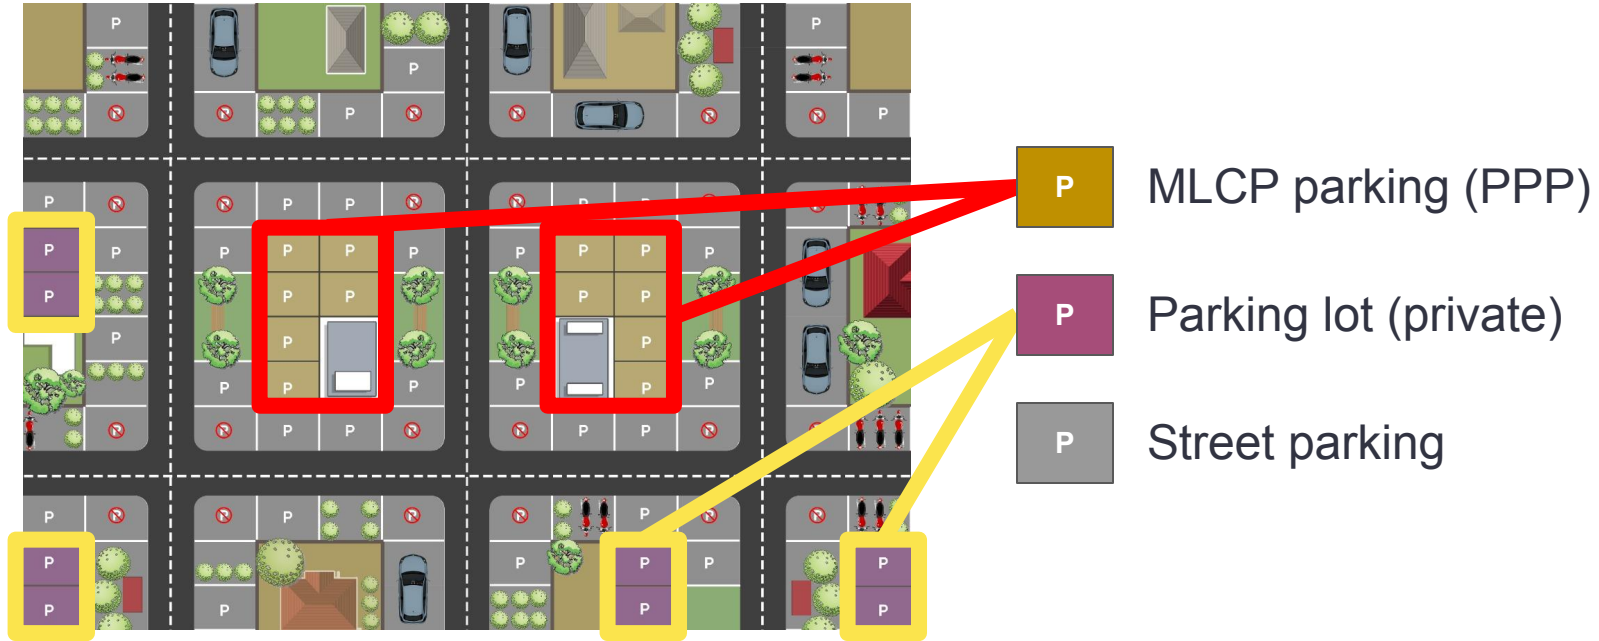 P P
P
P P
P P P P P
P P P P P P P P P P
P P P P P
P P P
P P P P P P
P P P P
P P P
P P P P P
P P P P
P MLCP parking (PPP)
P Parking lot (private)
P Street parking